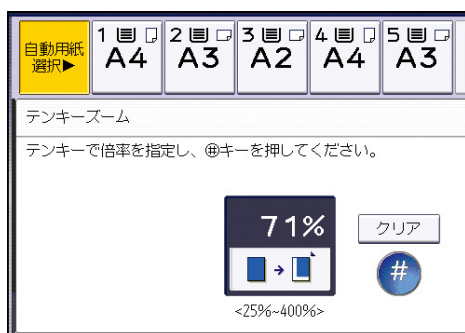 自動用紙
選択▶
1 A4
2 A3
3 A2
4 A4
5 A3
テンキーズーム
テンキーで倍率を指定し、⊕キーを押してください。
71%
クリア
#
<25%~400%>